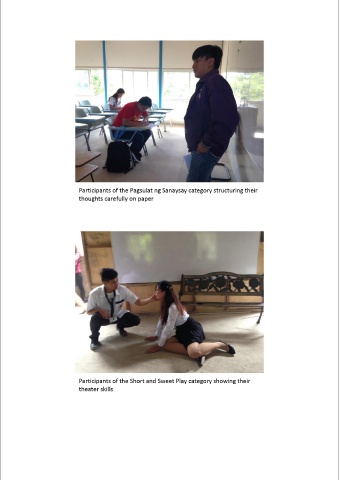 Participants of the Pagsulat ng Sanaysay category structuring their
thoughts carefully on paper
Participants of the Short and Sweet Play category showing their
theater skills